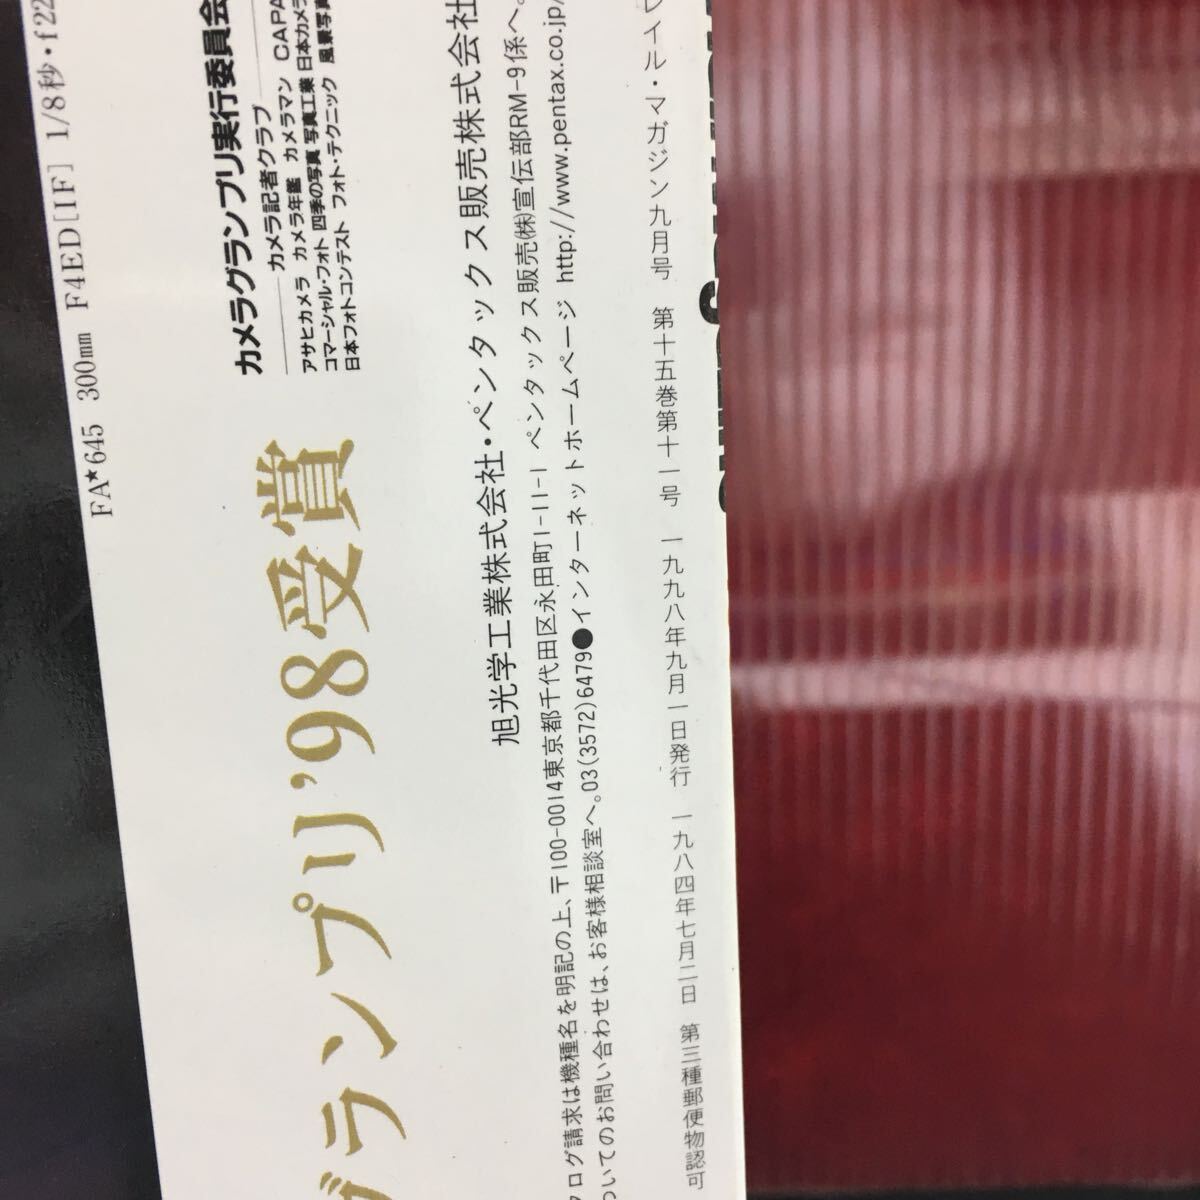 FA★645 300mm F4ED[IF] 1/8秒・f22
グランプリ'98受賞
カメラグランプリ実行委員会
カメラ記者クラブ
アサヒカメラ カメラ年鑑 カメラマン CAPA
コマーシャル・フォト 四季の写真 写真工業 日本カメラ
日本フォトコンテスト フォト・テクニック 風景写真
旭光学工業株式会社・ペンタックス販売株式会社
ログ請求は機種名を明記の上、〒100-0014東京都千代田区永田町1-11-1 ペンタックス販売(株)宣伝部RM-9係へ。
ついてのお問い合わせは、お客様相談室へ。03(3572)6479●インターネットホームページ http://www.pentax.co.jp/
イル・マガジン九月号 第十五巻第十一号 一九九八年九月一日発行 一九八四年七月二日 第三種郵便物認可